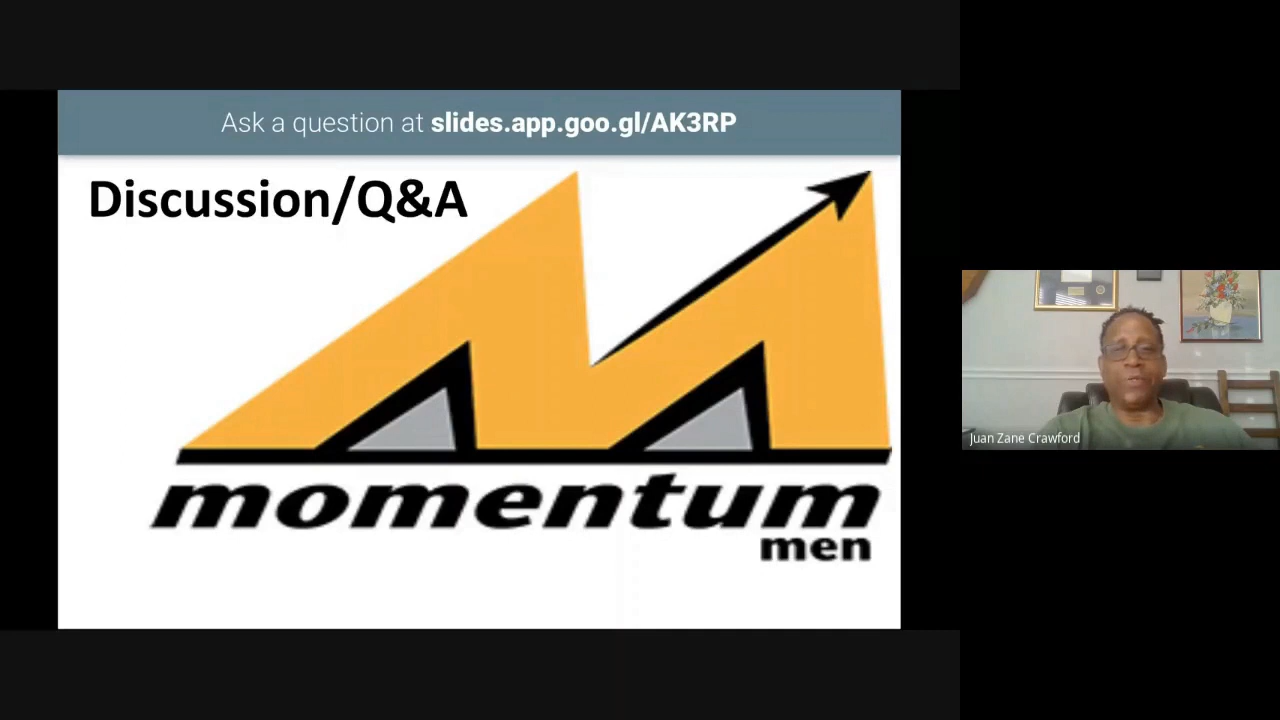 Ask a question at slides.app.goo.gl/AK3RP
Discussion/Q&A
momentum
men
Juan Zane Crawford